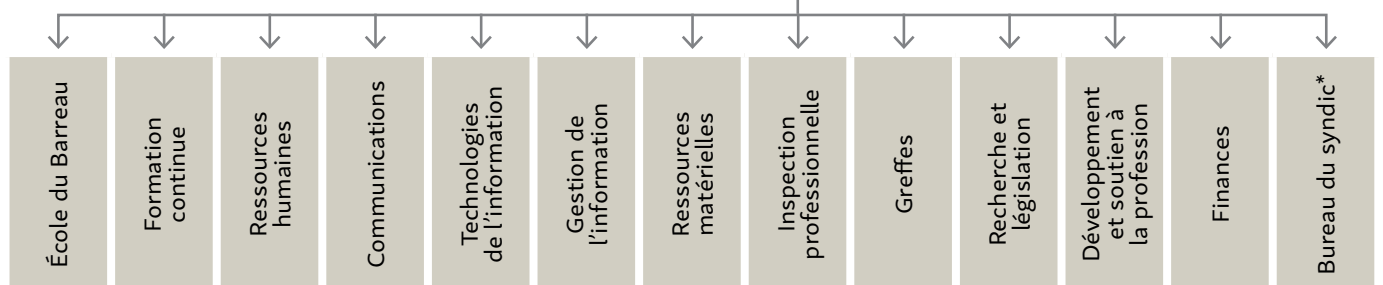 École du Barreau
Formation
continue
Ressources
humaines
Communications
Technologies
de l'information
Gestion de
l'information
Ressources
matérielles
Inspection
professionnelle
Greffes
Recherche et
législation
Développement
et soutien à
la profession
Finances
Bureau du syndic*